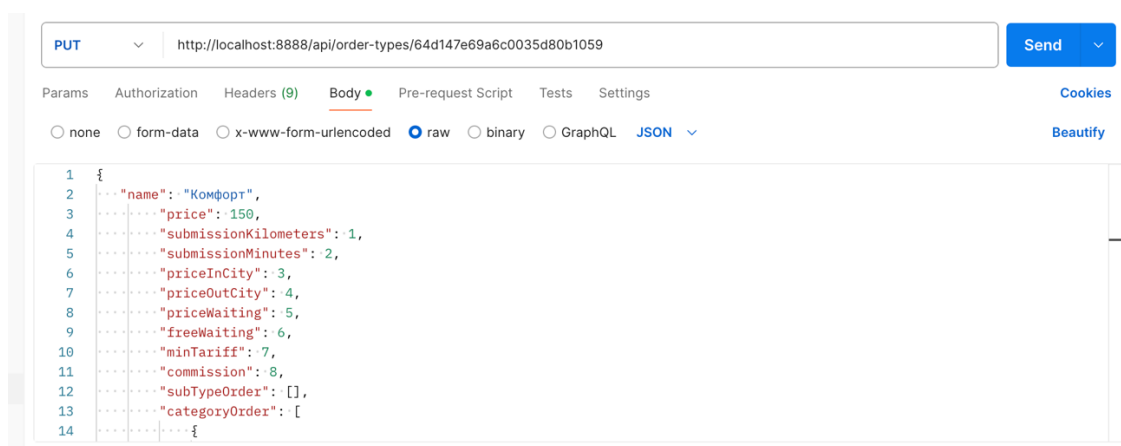 PUT http://localhost:8888/api/order-types/64d147e69a6c0035d80b1059 Send
Params Authorization Headers (9) Body Pre-request Script Tests Settings Cookies
none form-data x-www-form-urlencoded raw binary GraphQL JSON Beautify
1 {
2 "name": "Комфорт",
3 "price": 150,
4 "submissionKilometers": 1,
5 "submissionMinutes": 2,
6 "priceInCity": 3,
7 "priceOutCity": 4,
8 "priceWaiting": 5,
9 "freeWaiting": 6,
10 "minTariff": 7,
11 "commission": 8,
12 "subTypeOrder": [],
13 "categoryOrder": [
14 {